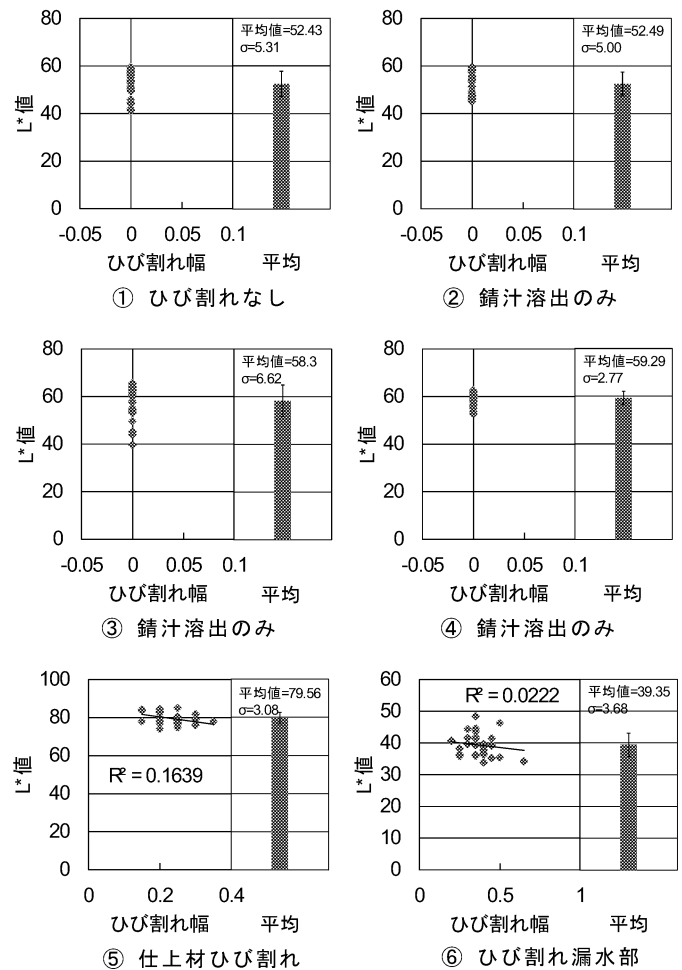 80
60
40
20
0
L*値
平均値=52.43
σ=5.31
-0.05 0 0.05 0.1
ひび割れ幅 平均
① ひび割れなし
80
60
40
20
0
L*値
平均値=52.49
σ=5.00
-0.05 0 0.05 0.1
ひび割れ幅 平均
② 錆汁溶出のみ
80
60
40
20
0
L*値
平均値=58.3
σ=6.62
-0.05 0 0.05 0.1
ひび割れ幅 平均
③ 錆汁溶出のみ
80
60
40
20
0
L*値
平均値=59.29
σ=2.77
-0.05 0 0.05 0.1
ひび割れ幅 平均
④ 錆汁溶出のみ
100
80
60
40
20
0
L*値
平均値=79.56
σ=3.08
R² = 0.1639
0 0.2 0.4
ひび割れ幅 平均
⑤ 仕上材ひび割れ
60
50
40
30
20
10
0
L*値
R² = 0.0222
平均値=39.35
σ=3.68
0 0.5 1
ひび割れ幅 平均
⑥ ひび割れ漏水部